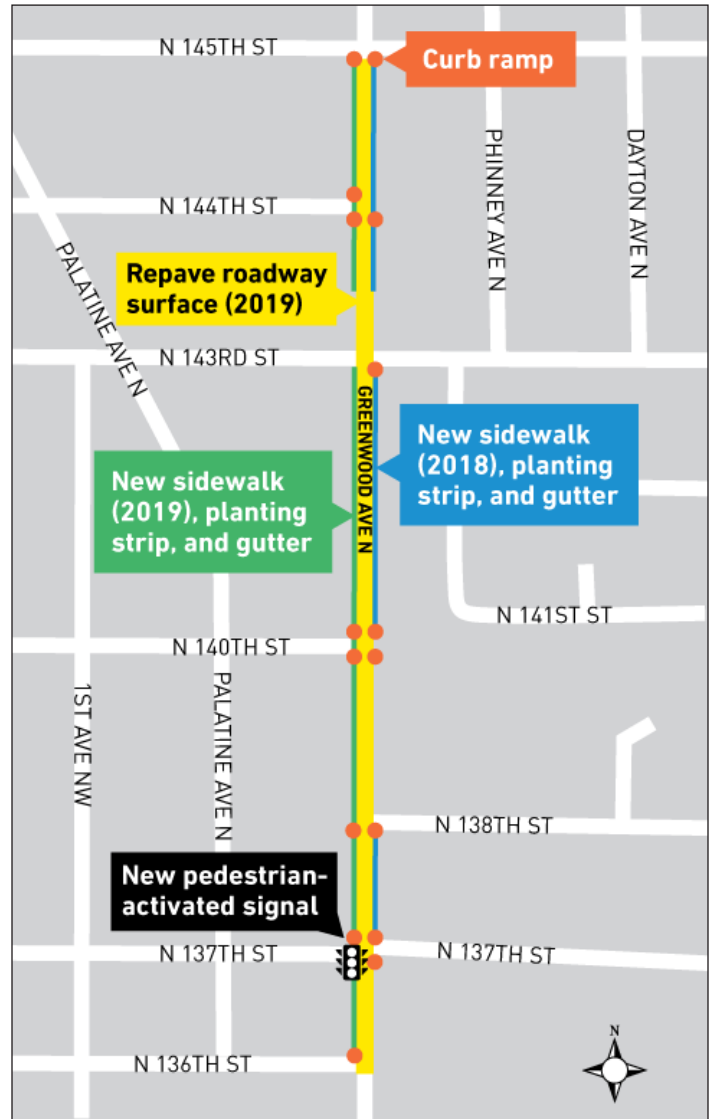 N 145TH ST
Curb ramp
PHINNEY AVE N
DAYTON AVE N
N 144TH ST
PALATINE AVE N
Repave roadway
surface (2019)
N 143RD ST
GREENWOOD AVE N
New sidewalk
(2018), planting
strip, and gutter
New sidewalk
(2019), planting
strip, and gutter
N 141ST ST
N 140TH ST
1ST AVE NW
PALATINE AVE N
N 138TH ST
New pedestrian-
activated signal
N 137TH ST
N 137TH ST
N
N 136TH ST